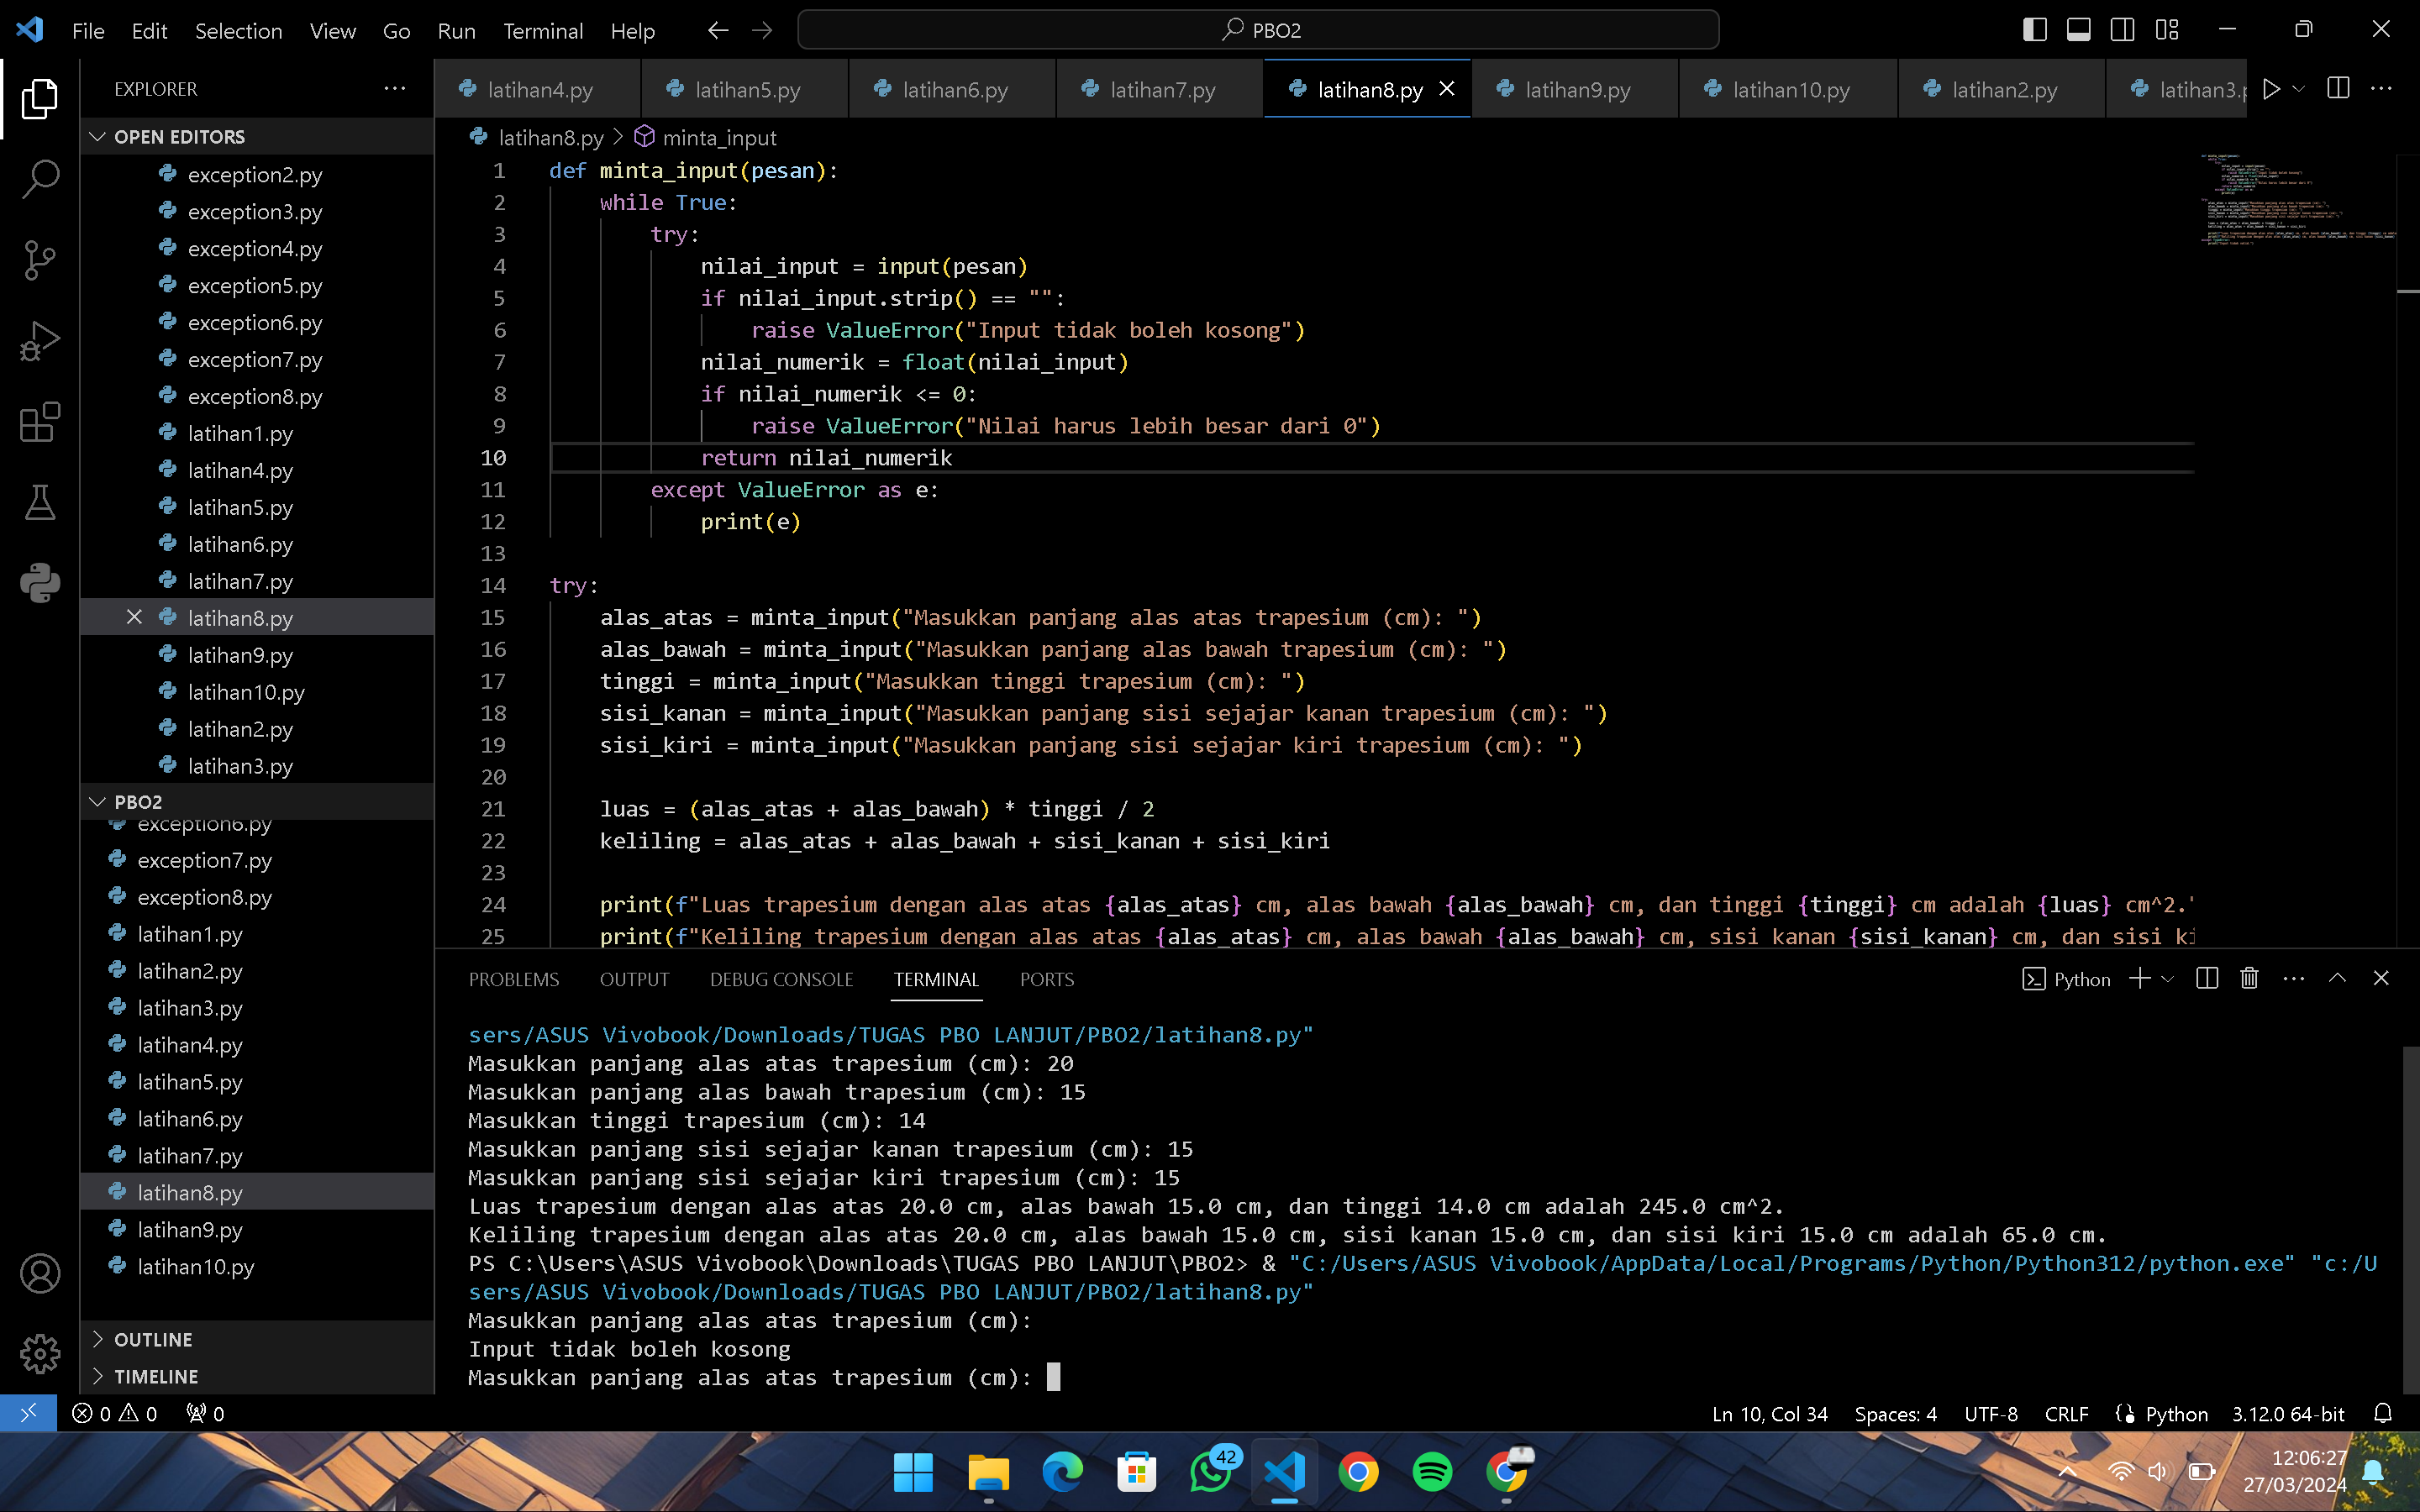 File Edit Selection View Go Run Terminal Help PBO2
EXPLORER
OPEN EDITORS
exception2.py
exception3.py
exception4.py
exception5.py
exception6.py
exception7.py
exception8.py
latihan1.py
latihan4.py
latihan5.py
latihan6.py
latihan7.py
latihan8.py
latihan9.py
latihan10.py
latihan2.py
latihan3.py
PBO2
exception6.py
exception7.py
exception8.py
latihan1.py
latihan2.py
latihan3.py
latihan4.py
latihan5.py
latihan6.py
latihan7.py
latihan8.py
latihan9.py
latihan10.py
OUTLINE
TIMELINE
latihan4.py latihan5.py latihan6.py latihan7.py latihan8.py latihan9.py latihan10.py latihan2.py latihan3.p
latihan8.py > minta_input
1 def minta_input(pesan):
2 while True:
3 try:
4 nilai_input = input(pesan)
5 if nilai_input.strip() == "":
6 raise ValueError("Input tidak boleh kosong")
7 nilai_numerik = float(nilai_input)
8 if nilai_numerik <= 0:
9 raise ValueError("Nilai harus lebih besar dari 0")
10 return nilai_numerik
11 except ValueError as e:
12 print(e)
13
14 try:
15 alas_atas = minta_input("Masukkan panjang alas atas trapesium (cm): ")
16 alas_bawah = minta_input("Masukkan panjang alas bawah trapesium (cm): ")
17 tinggi = minta_input("Masukkan tinggi trapesium (cm): ")
18 sisi_kanan = minta_input("Masukkan panjang sisi sejajar kanan trapesium (cm): ")
19 sisi_kiri = minta_input("Masukkan panjang sisi sejajar kiri trapesium (cm): ")
20
21 luas = (alas_atas + alas_bawah) * tinggi / 2
22 keliling = alas_atas + alas_bawah + sisi_kanan + sisi_kiri
23
24 print(f"Luas trapesium dengan alas atas {alas_atas} cm, alas bawah {alas_bawah} cm, dan tinggi {tinggi} cm adalah {luas} cm^2."
25 print(f"Keliling trapesium dengan alas atas {alas_atas} cm, alas bawah {alas_bawah} cm, sisi kanan {sisi_kanan} cm, dan sisi ki
PROBLEMS OUTPUT DEBUG CONSOLE TERMINAL PORTS Python
sers/ASUS Vivobook/Downloads/TUGAS PBO LANJUT/PBO2/latihan8.py"
Masukkan panjang alas atas trapesium (cm): 20
Masukkan panjang alas bawah trapesium (cm): 15
Masukkan tinggi trapesium (cm): 14
Masukkan panjang sisi sejajar kanan trapesium (cm): 15
Masukkan panjang sisi sejajar kiri trapesium (cm): 15
Luas trapesium dengan alas atas 20.0 cm, alas bawah 15.0 cm, dan tinggi 14.0 cm adalah 245.0 cm^2.
Keliling trapesium dengan alas atas 20.0 cm, alas bawah 15.0 cm, sisi kanan 15.0 cm, dan sisi kiri 15.0 cm adalah 65.0 cm.
PS C:\Users\ASUS Vivobook\Downloads\TUGAS PBO LANJUT\PBO2> & "C:/Users/ASUS Vivobook/AppData/Local/Programs/Python/Python312/python.exe" "c:/U
sers/ASUS Vivobook/Downloads/TUGAS PBO LANJUT/PBO2/latihan8.py"
Masukkan panjang alas atas trapesium (cm):
Input tidak boleh kosong
Masukkan panjang alas atas trapesium (cm):
0 0 0 Ln 10, Col 34 Spaces: 4 UTF-8 CRLF Python 3.12.0 64-bit
42
12:06:27
27/03/2024